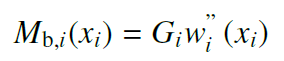 M_{b,i}(x_i) = G_i w_i^{”}(x_i)